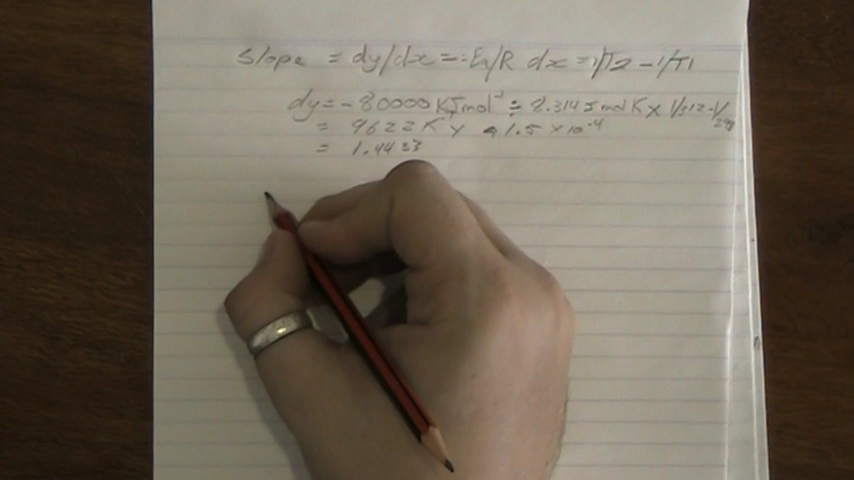 Slope = dy/dx = -Ea/R dx = 1/T2 - 1/T1
dy = - 80000 KJmol⁻¹ ÷ 8.314 J mol K x 1/312 - 1/298
= 9622 K x 1.5 x 10⁻⁴
= 1.4433